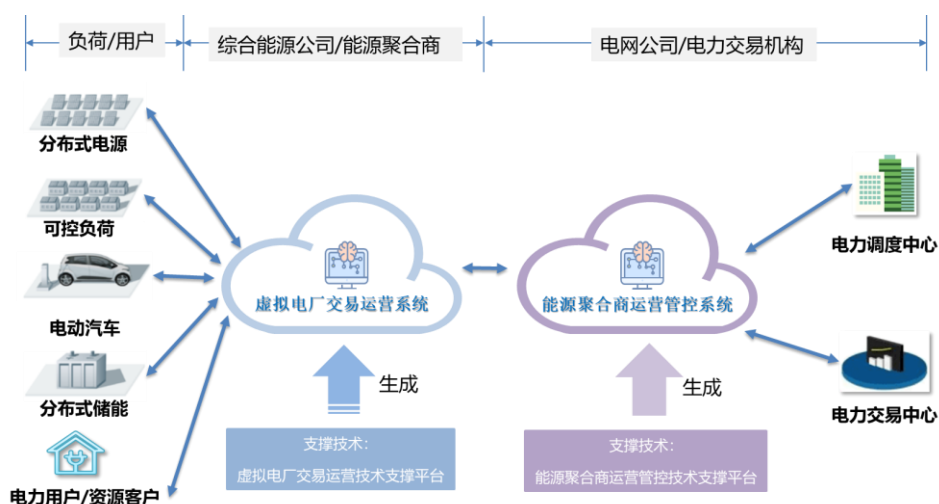 负荷/用户
综合能源公司/能源聚合商
电网公司/电力交易机构
分布式电源
可控负荷
电动汽车
分布式储能
电力用户/资源客户
虚拟电厂交易运营系统
能源聚合商运营管控系统
电力调度中心
电力交易中心
生成
生成
支撑技术：
虚拟电厂交易运营技术支撑平台
支撑技术：
能源聚合商运营管控技术支撑平台